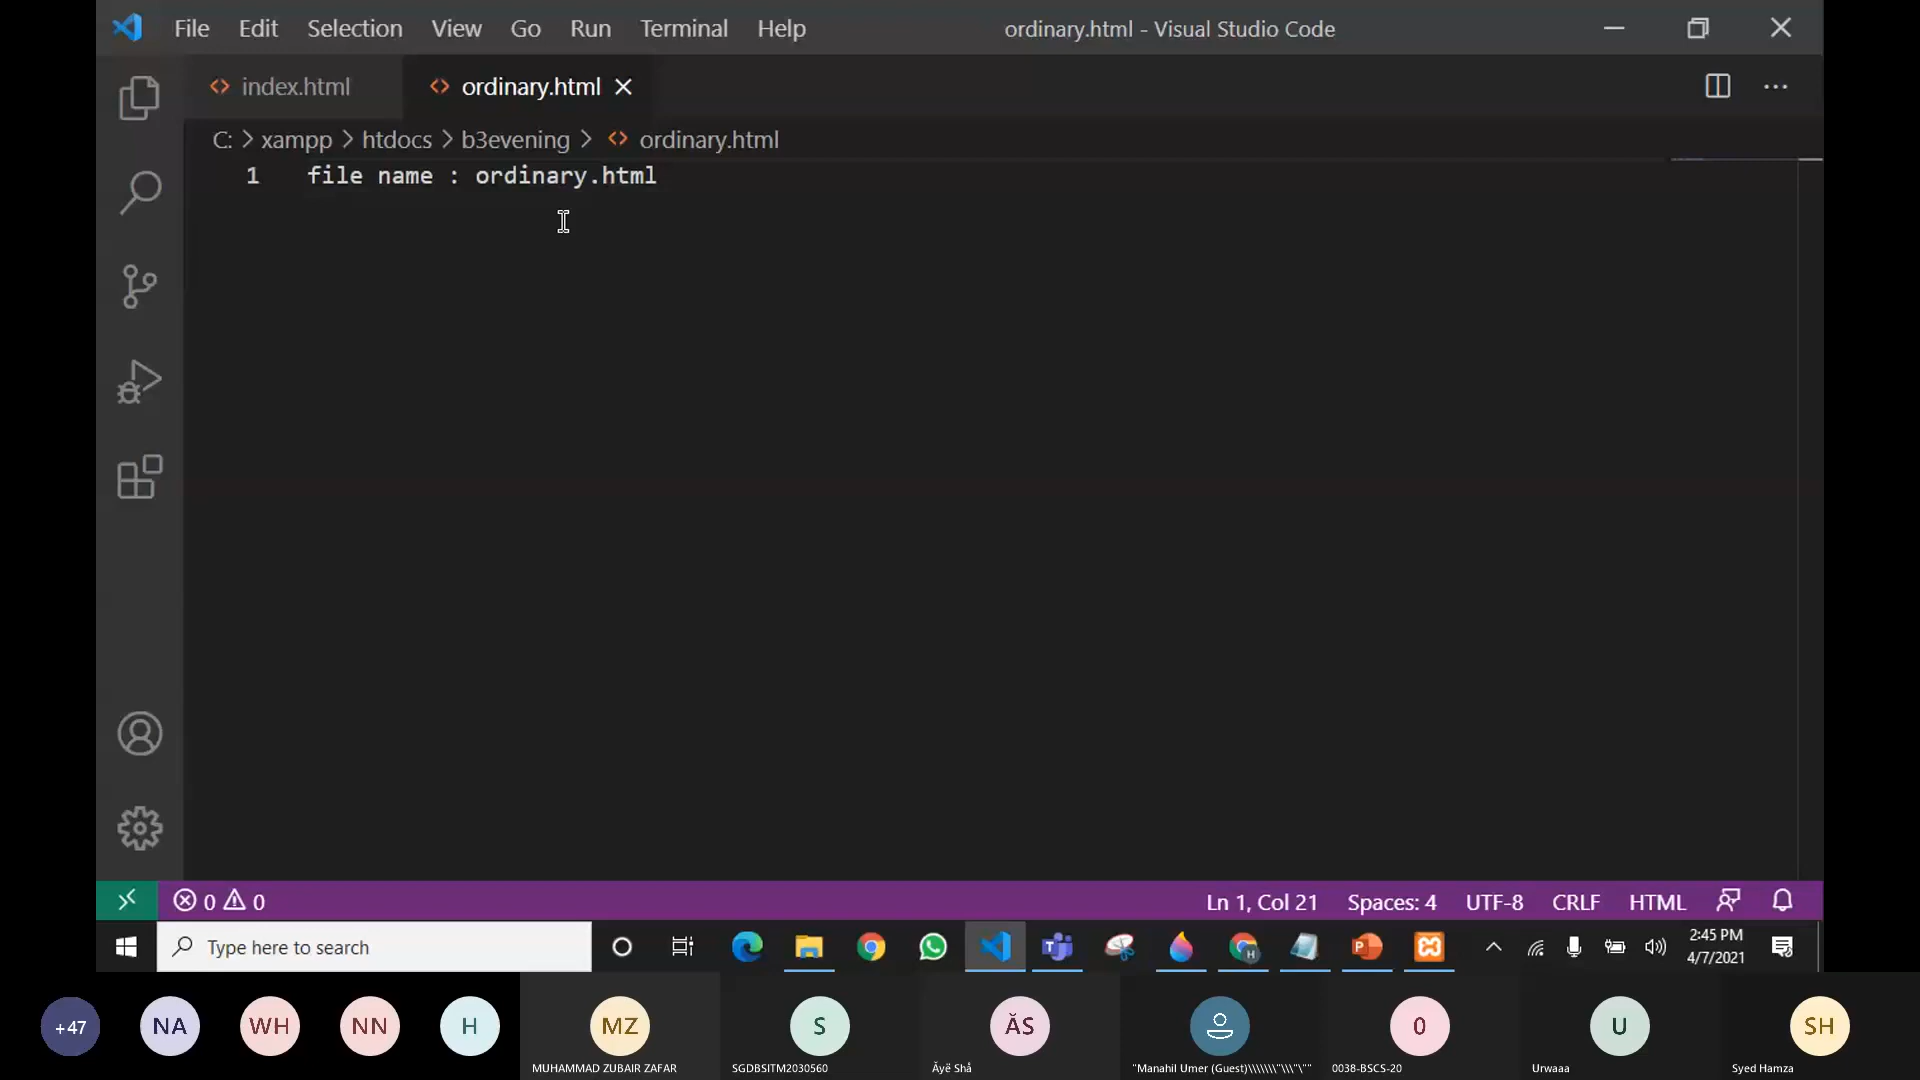 File Edit Selection View Go Run Terminal Help ordinary.html - Visual Studio Code
index.html ordinary.html
C: > xampp > htdocs > b3evening > ordinary.html
1 file name : ordinary.html
0 0 Ln 1, Col 21 Spaces: 4 UTF-8 CRLF HTML
Type here to search
H
2:45 PM
4/7/2021
+47 NA WH NN H MZ S ĂS 0 U SH
MUHAMMAD ZUBAIR ZAFAR SGDBSITM2030560 Ăyë Shå "Manahil Umer (Guest)\\\\\\\"\\\"\"" 0038-BSCS-20 Urwaaa Syed Hamza